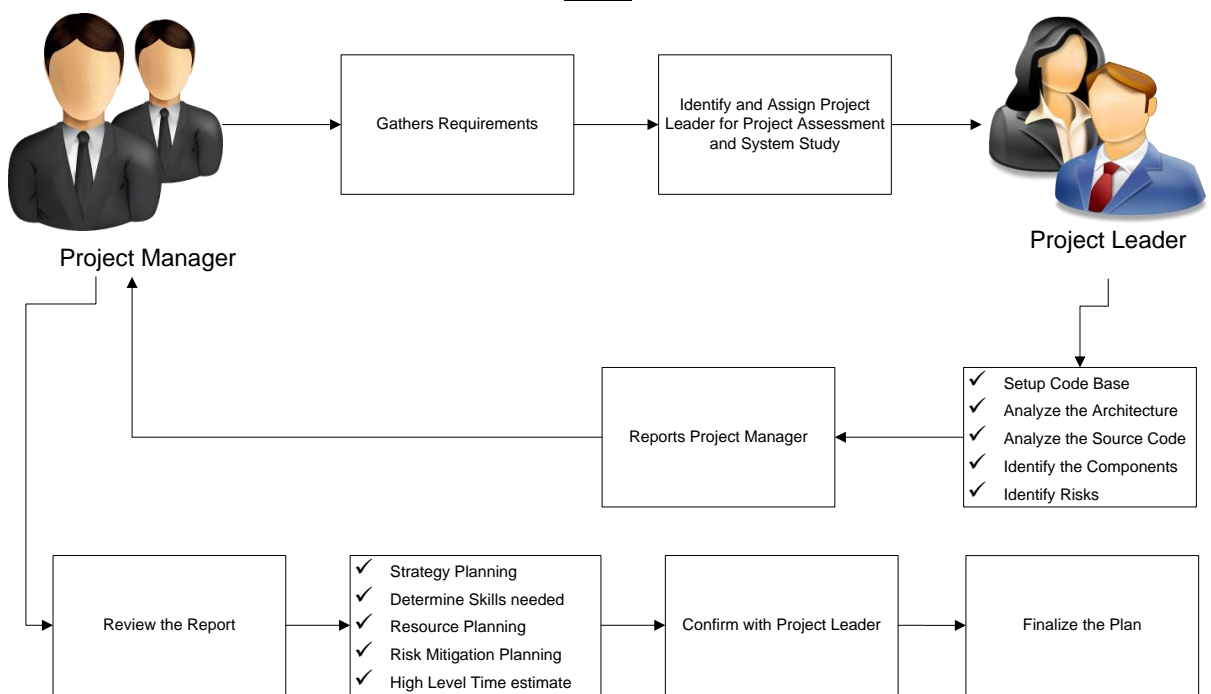 Gathers Requirements
Identify and Assign Project
Leader for Project Assessment
and System Study
Project Manager
Project Leader
Reports Project Manager
✓ Setup Code Base
✓ Analyze the Architecture
✓ Analyze the Source Code
✓ Identify the Components
✓ Identify Risks
Review the Report
✓ Strategy Planning
✓ Determine Skills needed
✓ Resource Planning
✓ Risk Mitigation Planning
✓ High Level Time estimate
Confirm with Project Leader
Finalize the Plan